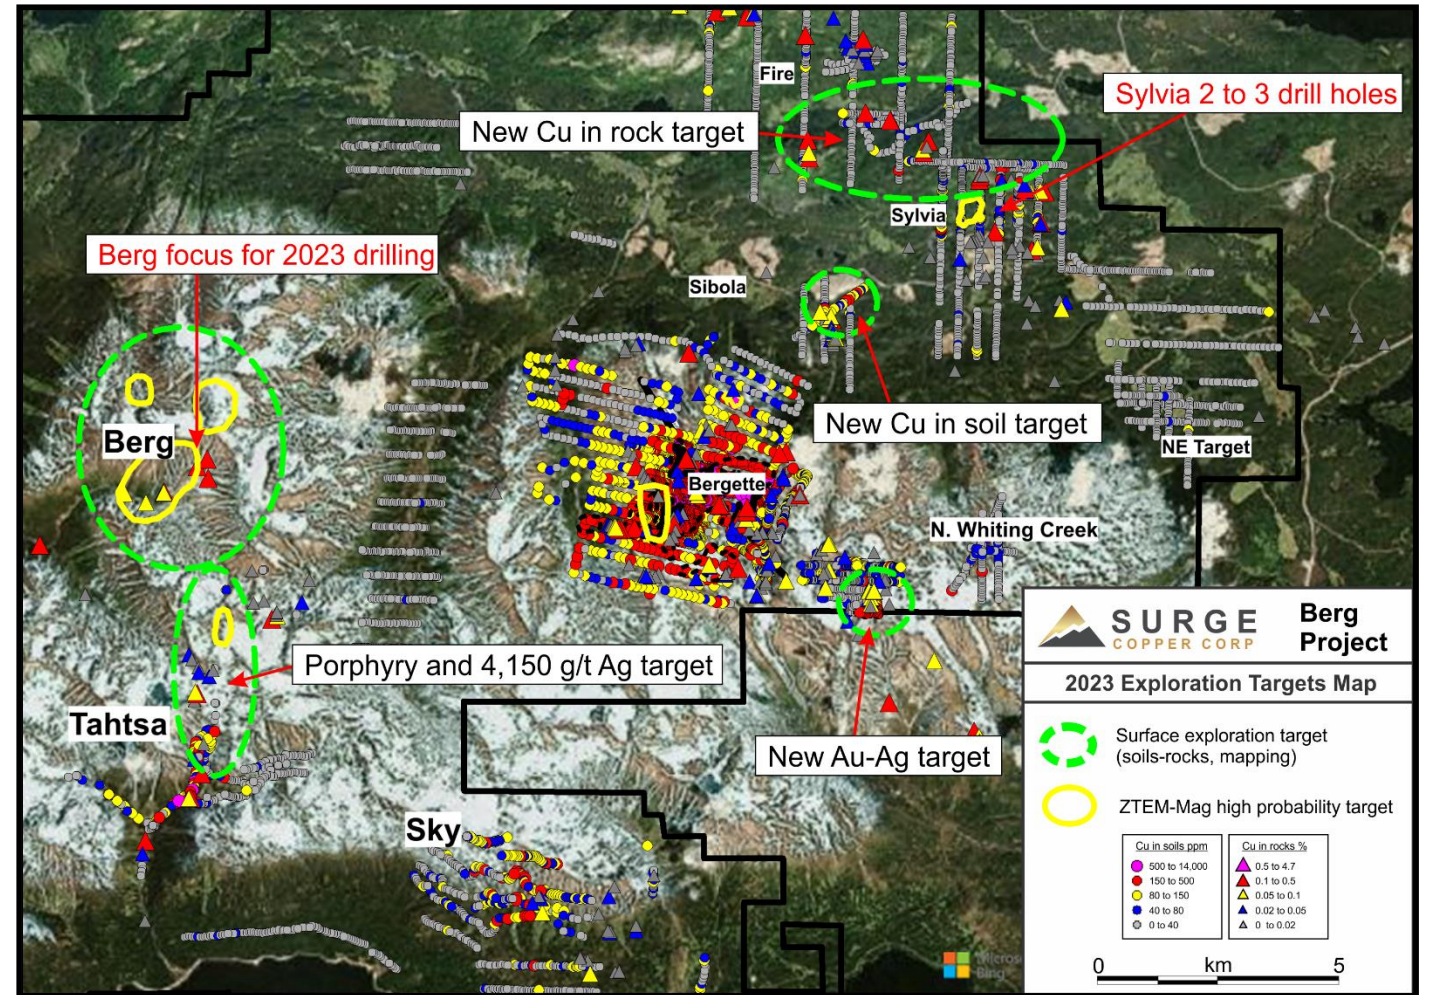 Fire
Sylvia 2 to 3 drill holes
New Cu in rock target
Sylvia
Berg focus for 2023 drilling
Sibola
New Cu in soil target
Berg
NE Target
Bergette
N. Whiting Creek
SURGE
COPPER CORP
Berg
Project
2023 Exploration Targets Map
Porphyry and 4,150 g/t Ag target
Tahtsa
New Au-Ag target
Surface exploration target
(soils-rocks, mapping)
ZTEM-Mag high probability target
Sky
Cu in soils ppm
500 to 14,000
150 to 500
80 to 150
40 to 80
0 to 40
Cu in rocks %
0.5 to 4.7
0.1 to 0.5
0.05 to 0.1
0.02 to 0.05
0 to 0.02
Bing
0 km 5